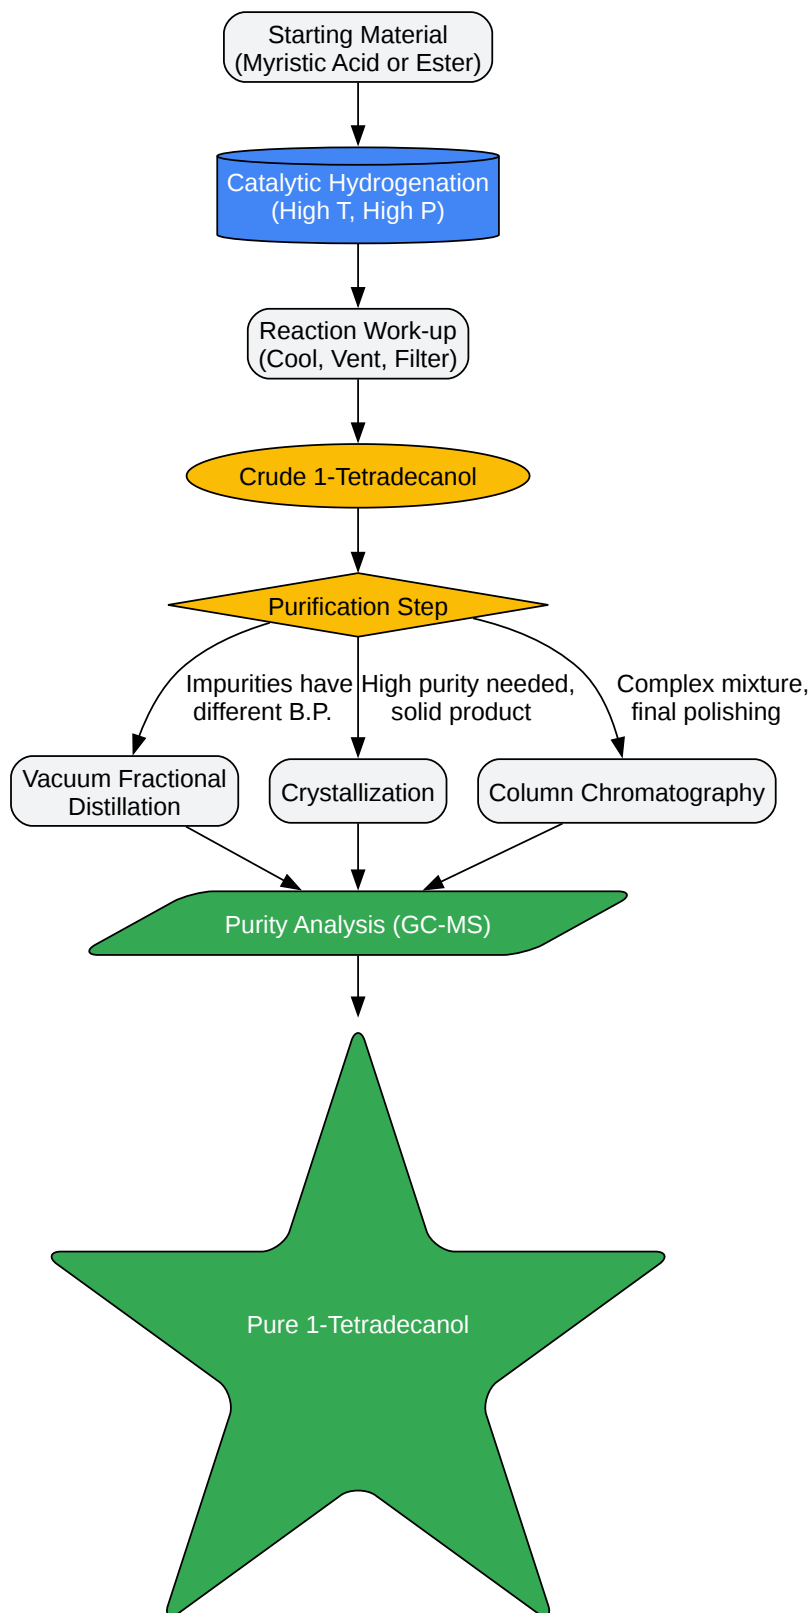 Starting Material
(Myristic Acid or Ester)
Catalytic Hydrogenation
(High T, High P)
Reaction Work-up
(Cool, Vent, Filter)
Crude 1-Tetradecanol
Purification Step
Impurities have
different B.P.
High purity needed,
solid product
Complex mixture,
final polishing
Vacuum Fractional
Distillation
Crystallization
Column Chromatography
Purity Analysis (GC-MS)
Pure 1-Tetradecanol